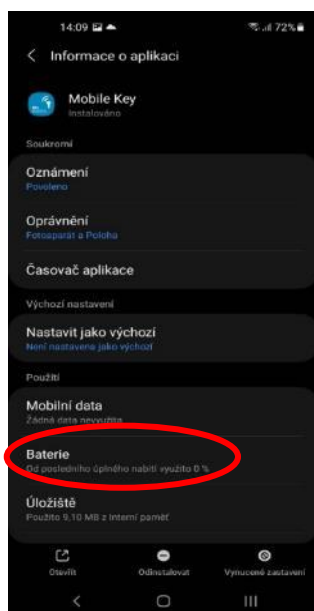 14:09 72%
Informace o aplikaci
Mobile Key
Instalováno
Soukromí
Oznámení
Povoleno
Oprávnění
Fotoaparát a Poloha
Časovač aplikace
Výchozí nastavení
Nastavit jako výchozí
Není nastavena jako výchozí
Použití
Mobilní data
Žádná data nevyužita
Baterie
Od posledního úplného nabití využito 0 %
Úložiště
Použito 9,10 MB z Interní paměť
Otevřít Odinstalovat Vynucené zastavení